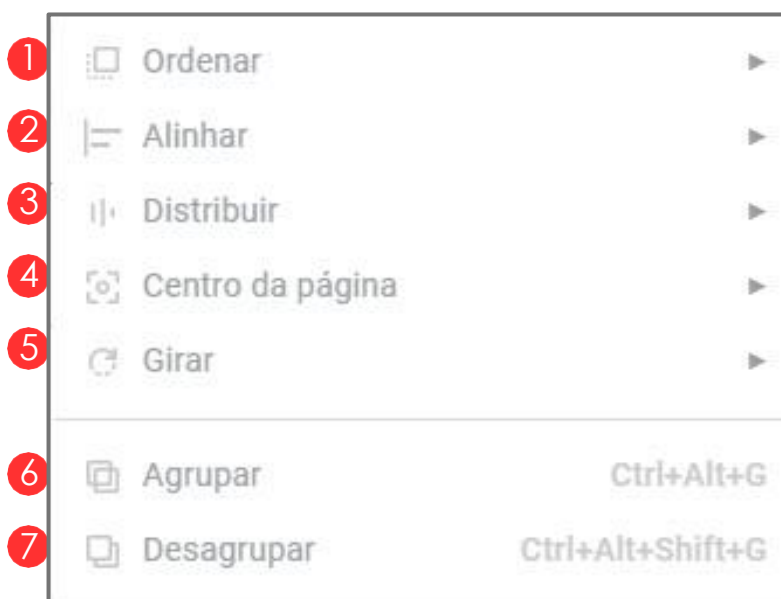 1 Ordenar ►
2 Alinhar ►
3 Distribuir ►
4 Centro da página ►
5 Girar ►
6 Agrupar Ctrl+Alt+G
7 Desagrupar Ctrl+Alt+Shift+G